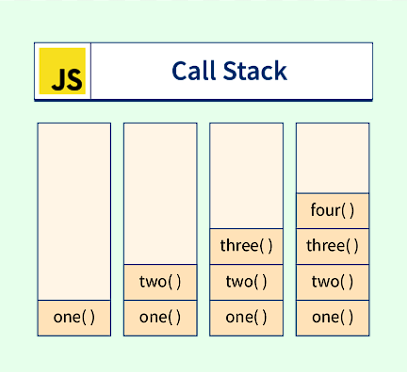 JS
Call Stack
one( )
two( )
one( )
three( )
two( )
one( )
four( )
three( )
two( )
one( )